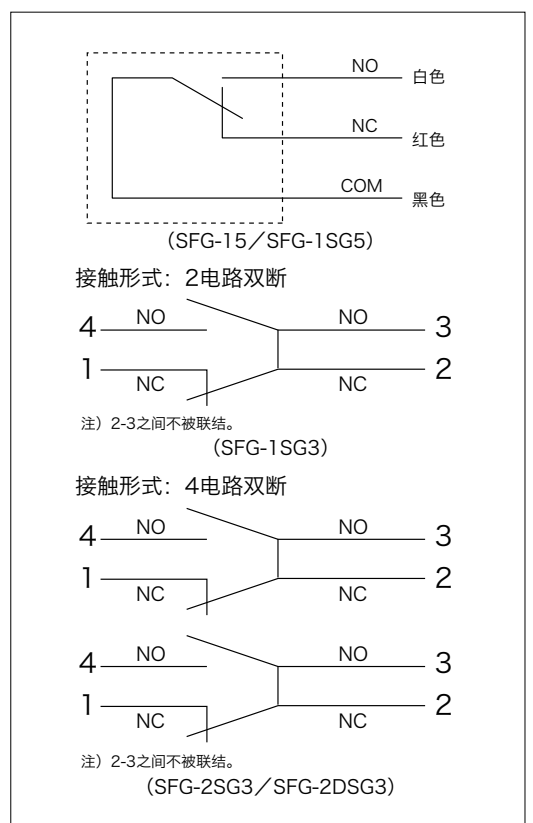 NO 白色
NC 红色
COM 黑色
（SFG-15／SFG-1SG5）
接触形式：2电路双断
4 NO NO 3
1 NC NC 2
注）2-3之间不被联结。
（SFG-1SG3）
接触形式：4电路双断
4 NO NO 3
1 NC NC 2
4 NO NO 3
1 NC NC 2
注）2-3之间不被联结。
（SFG-2SG3／SFG-2DSG3）